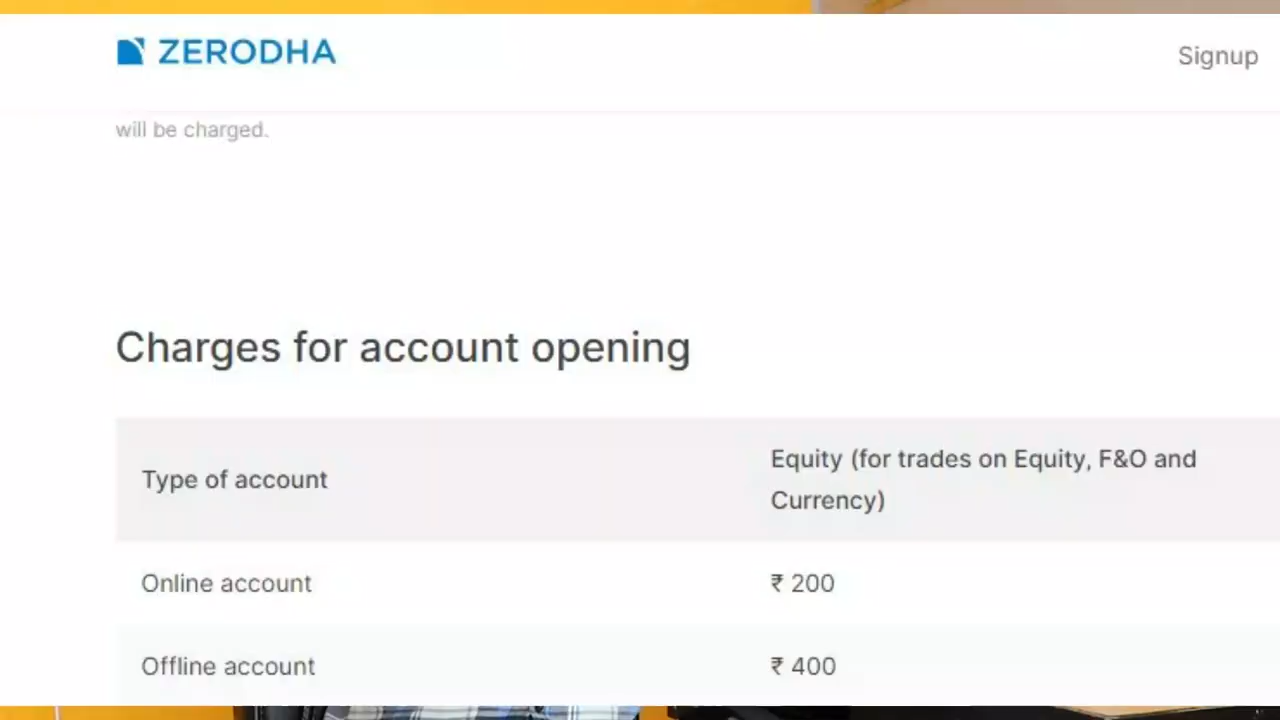 ZERODHA
Signup
will be charged.
Charges for account opening
Type of account
Equity (for trades on Equity, F&O and
Currency)
Online account
₹ 200
Offline account
₹ 400